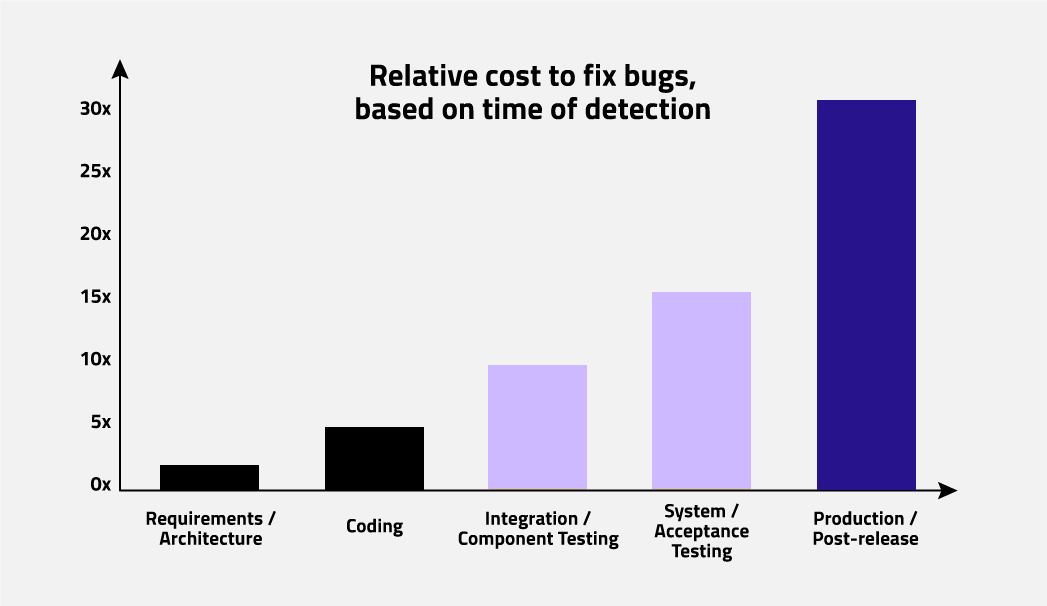 Relative cost to fix bugs,
based on time of detection
30x
25x
20x
15x
10x
5x
0x
Requirements /
Architecture
Coding
Integration /
Component Testing
System /
Acceptance
Testing
Production /
Post-release